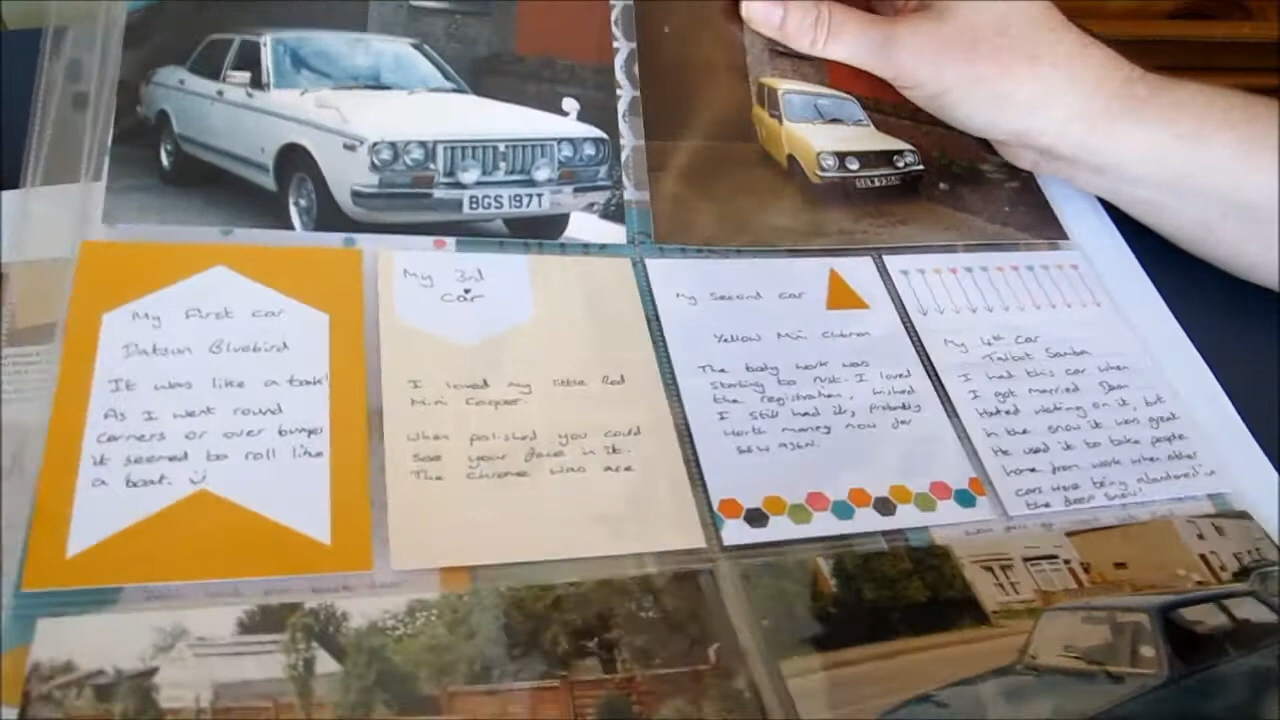 BGS 197T
My First car
Datsun Bluebird
It was like a boat!
As I went round
corners or over bumps
it seemed to roll like
a boat.
My 3rd
car
I loved my little Red
Mini Cooper.
When polished you could
see your face in it.
The chrome was are
My Second car
Yellow Mini Clubman
The body work was
starting to rust. I loved
the registration, wished
I still had it, probably
worth money now for
My 4th Car
Talbot Samba
I had this car when
I got married Dean
Hated working on it, but
in the snow it was great
He used it to take people
home from work when other
cars were being abandoned in
the deep snow!